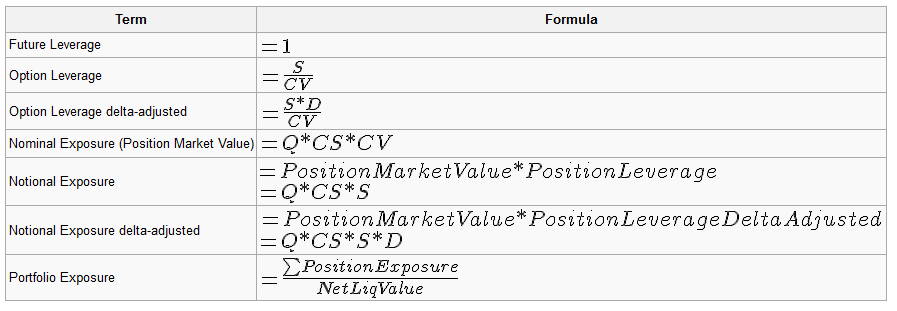 Term Formula
Future Leverage =1
Option Leverage =\frac{S}{CV}
Option Leverage delta-adjusted =\frac{S*D}{CV}
Nominal Exposure (Position Market Value) =Q*CS*CV
Notional Exposure =PositionMarketValue*PositionLeverage
=Q*CS*S
Notional Exposure delta-adjusted =PositionMarketValue*PositionLeverageDeltaAdjusted
=Q*CS*S*D
Portfolio Exposure =\frac{\sum PositionExposure}{NetLiqValue}